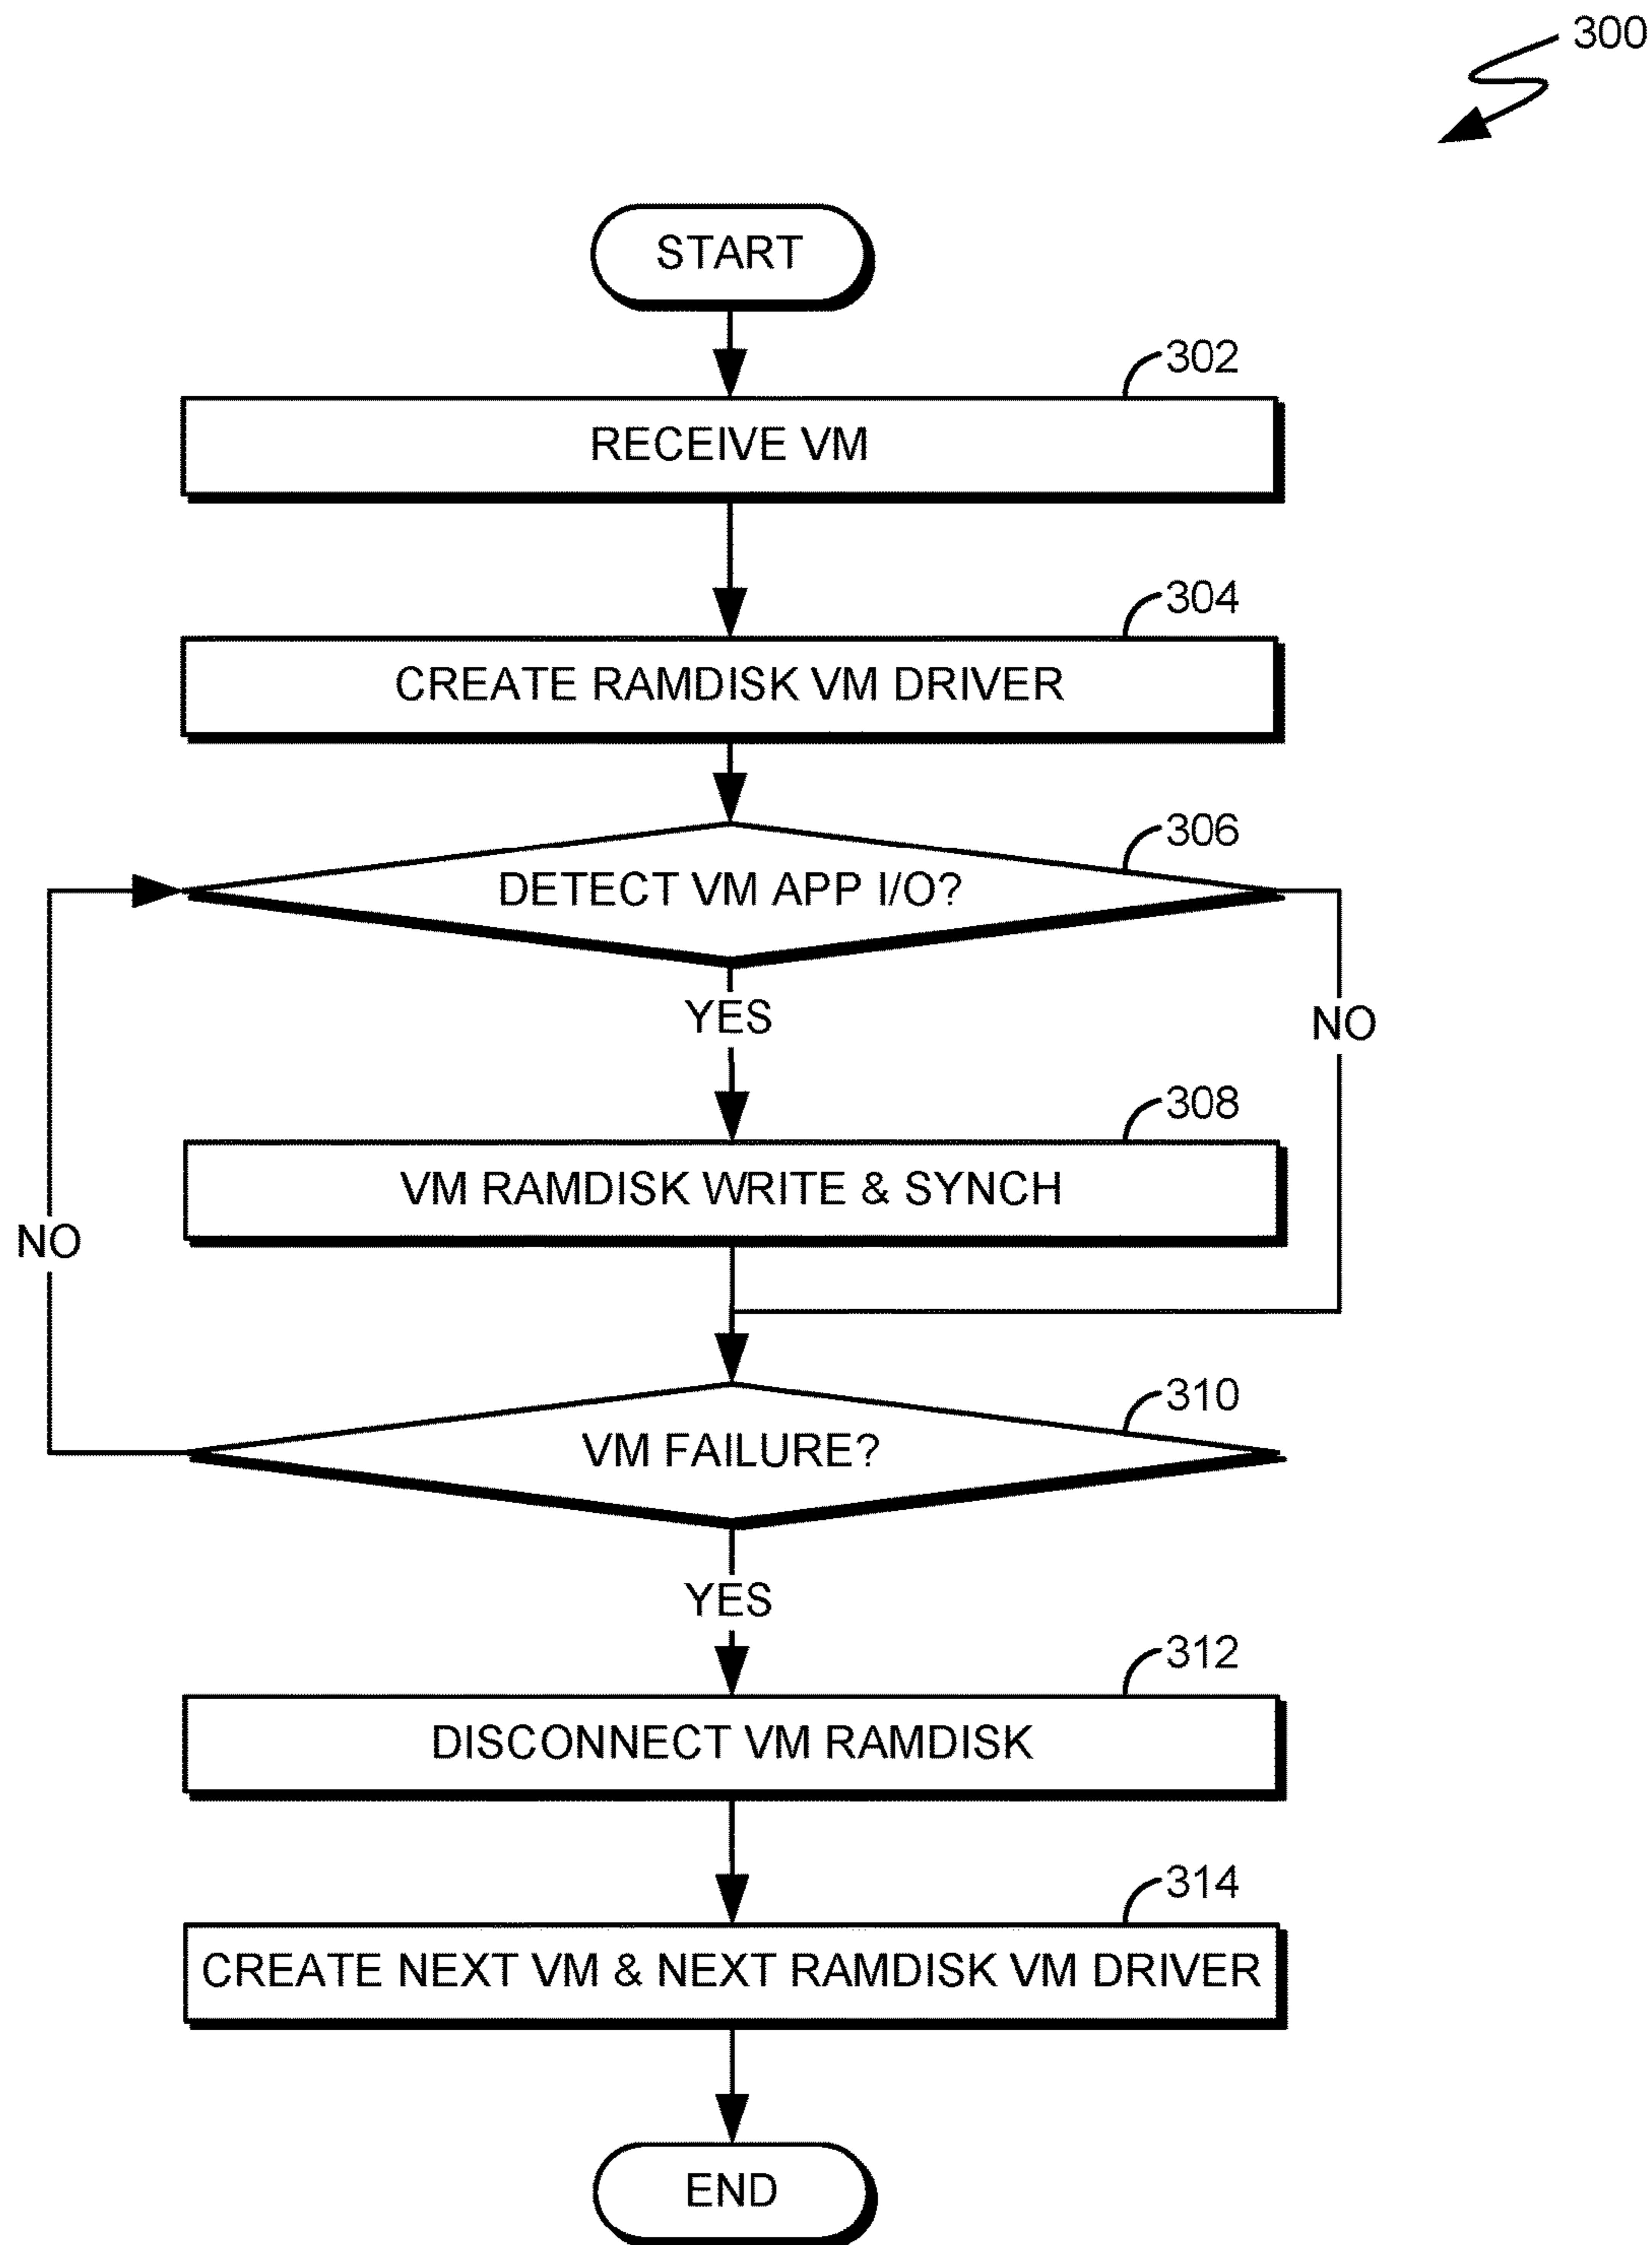 300
START
302
RECEIVE VM
304
CREATE RAMDISK VM DRIVER
306
DETECT VM APP I/O?
YES
NO
308
VM RAMDISK WRITE & SYNCH
NO
310
VM FAILURE?
YES
312
DISCONNECT VM RAMDISK
314
CREATE NEXT VM & NEXT RAMDISK VM DRIVER
END